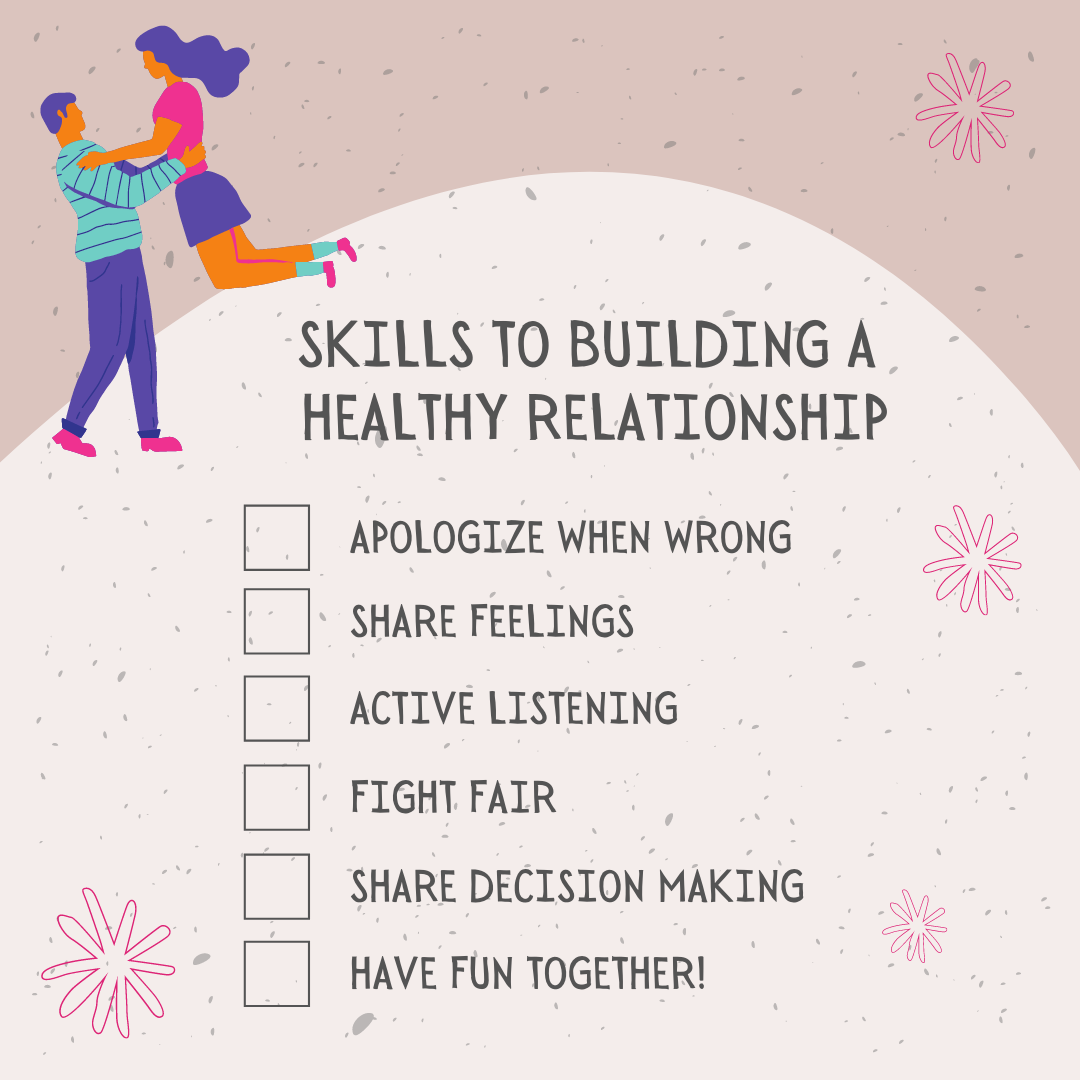 SKILLS TO BUILDING A
HEALTHY RELATIONSHIP
APOLOGIZE WHEN WRONG
SHARE FEELINGS
ACTIVE LISTENING
FIGHT FAIR
SHARE DECISION MAKING
HAVE FUN TOGETHER!